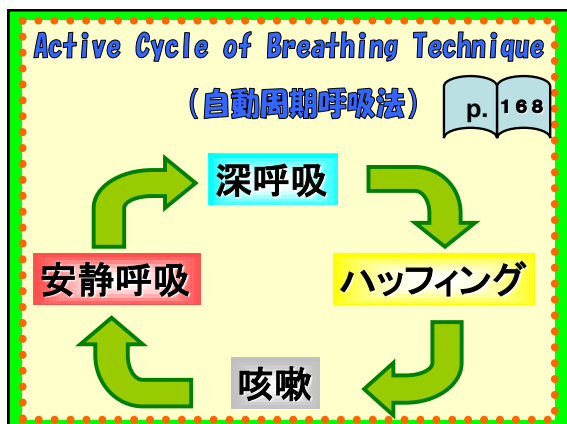 Active Cycle of Breathing Technique
（自動周期呼吸法）
p. 168
深呼吸
安静呼吸
ハッフィング
咳嗽